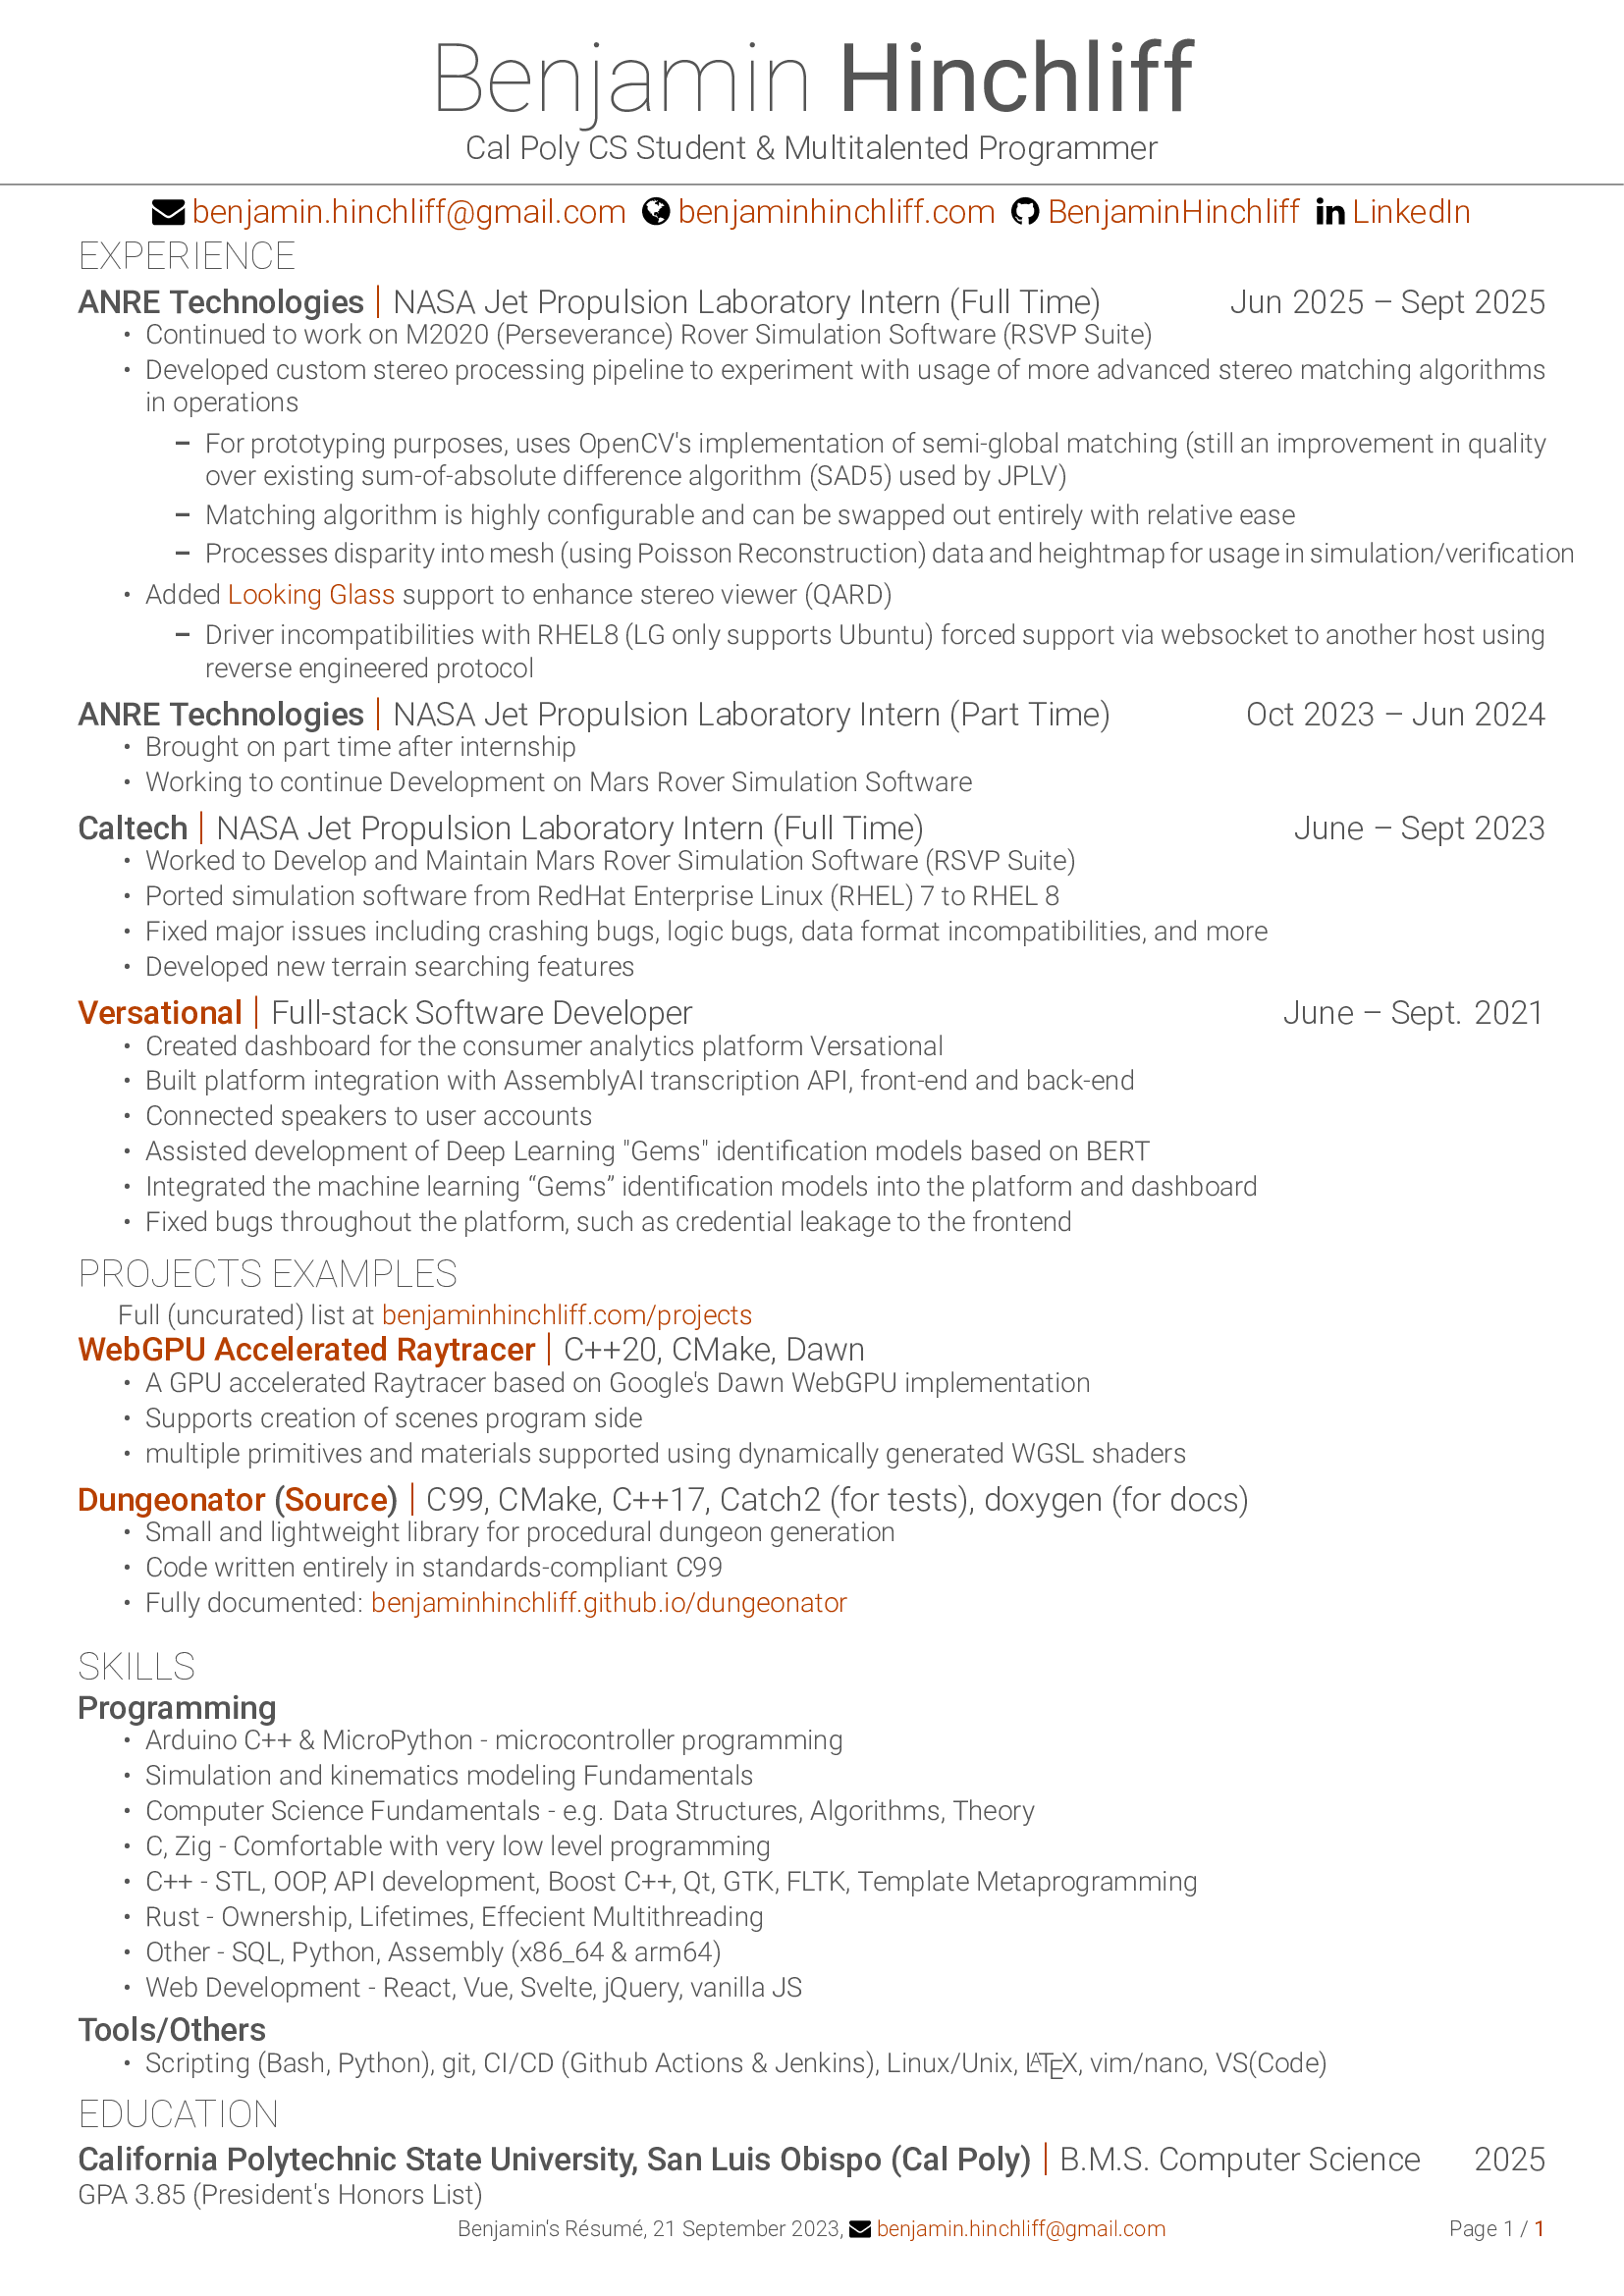 Benjamin Hinchliff
Cal Poly CS Student & Multitalented Programmer
benjamin.hinchliff@gmail.com benjaminhinchliff.com BenjaminHinchliff LinkedIn
EXPERIENCE
ANRE Technologies | NASA Jet Propulsion Laboratory Intern (Full Time) Jun 2025 – Sept 2025
• Continued to work on M2020 (Perseverance) Rover Simulation Software (RSVP Suite)
• Developed custom stereo processing pipeline to experiment with usage of more advanced stereo matching algorithms
in operations
– For prototyping purposes, uses OpenCV's implementation of semi-global matching (still an improvement in quality
over existing sum-of-absolute difference algorithm (SAD5) used by JPLV)
– Matching algorithm is highly configurable and can be swapped out entirely with relative ease
– Processes disparity into mesh (using Poisson Reconstruction) data and heightmap for usage in simulation/verification
• Added Looking Glass support to enhance stereo viewer (QARD)
– Driver incompatibilities with RHEL8 (LG only supports Ubuntu) forced support via websocket to another host using
reverse engineered protocol
ANRE Technologies | NASA Jet Propulsion Laboratory Intern (Part Time) Oct 2023 – Jun 2024
• Brought on part time after internship
• Working to continue Development on Mars Rover Simulation Software
Caltech | NASA Jet Propulsion Laboratory Intern (Full Time) June – Sept 2023
• Worked to Develop and Maintain Mars Rover Simulation Software (RSVP Suite)
• Ported simulation software from RedHat Enterprise Linux (RHEL) 7 to RHEL 8
• Fixed major issues including crashing bugs, logic bugs, data format incompatibilities, and more
• Developed new terrain searching features
Versational | Full-stack Software Developer June – Sept. 2021
• Created dashboard for the consumer analytics platform Versational
• Built platform integration with AssemblyAI transcription API, front-end and back-end
• Connected speakers to user accounts
• Assisted development of Deep Learning "Gems" identification models based on BERT
• Integrated the machine learning “Gems” identification models into the platform and dashboard
• Fixed bugs throughout the platform, such as credential leakage to the frontend
PROJECTS EXAMPLES
Full (uncurated) list at benjaminhinchliff.com/projects
WebGPU Accelerated Raytracer | C++20, CMake, Dawn
• A GPU accelerated Raytracer based on Google's Dawn WebGPU implementation
• Supports creation of scenes program side
• multiple primitives and materials supported using dynamically generated WGSL shaders
Dungeonator (Source) | C99, CMake, C++17, Catch2 (for tests), doxygen (for docs)
• Small and lightweight library for procedural dungeon generation
• Code written entirely in standards-compliant C99
• Fully documented: benjaminhinchliff.github.io/dungeonator
SKILLS
Programming
• Arduino C++ & MicroPython - microcontroller programming
• Simulation and kinematics modeling Fundamentals
• Computer Science Fundamentals - e.g. Data Structures, Algorithms, Theory
• C, Zig - Comfortable with very low level programming
• C++ - STL, OOP, API development, Boost C++, Qt, GTK, FLTK, Template Metaprogramming
• Rust - Ownership, Lifetimes, Effecient Multithreading
• Other - SQL, Python, Assembly (x86_64 & arm64)
• Web Development - React, Vue, Svelte, jQuery, vanilla JS
Tools/Others
• Scripting (Bash, Python), git, CI/CD (Github Actions & Jenkins), Linux/Unix, LATEX, vim/nano, VS(Code)
EDUCATION
California Polytechnic State University, San Luis Obispo (Cal Poly) | B.M.S. Computer Science 2025
GPA 3.85 (President's Honors List)
Benjamin's Résumé, 21 September 2023, benjamin.hinchliff@gmail.com Page 1 / 1